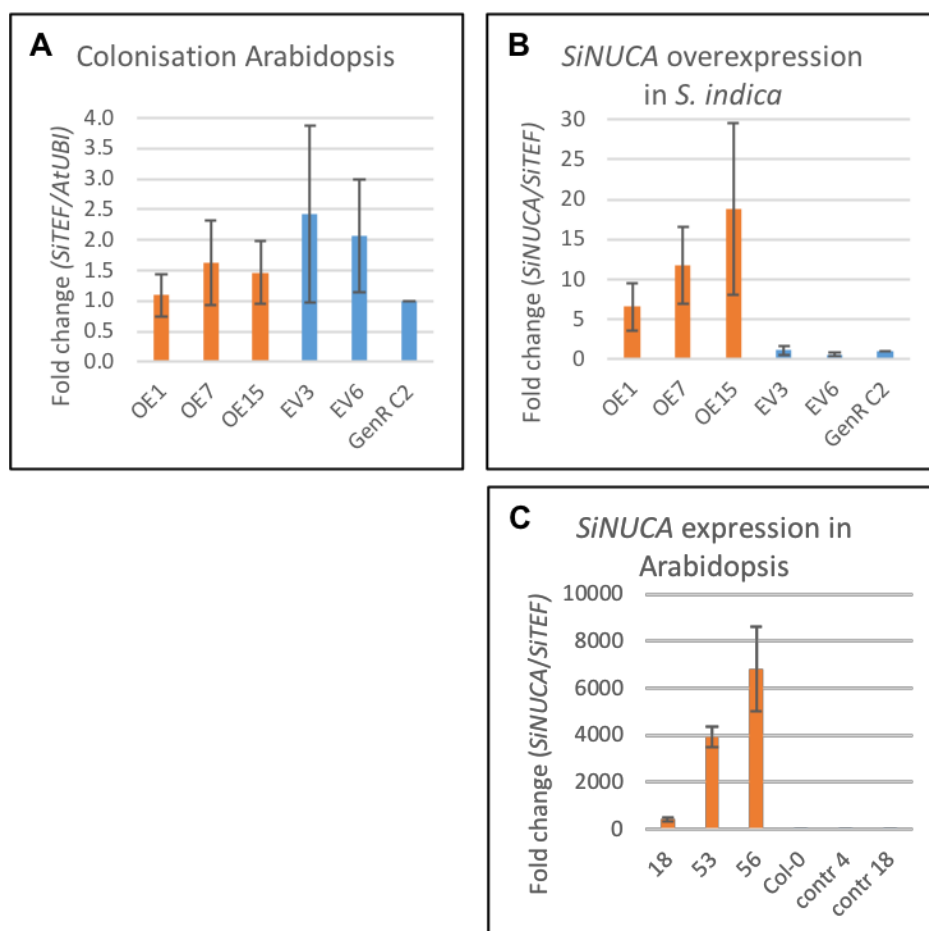 A
Colonisation Arabidopsis
Fold change (SiTEF/AtUBI)
4.0
3.5
3.0
2.5
2.0
1.5
1.0
0.5
0.0
OE1
OE7
OE15
EV3
EV6
GenR C2
B
SiNUCA overexpression
in S. indica
Fold change (SiNUCA/SiTEF)
30
25
20
15
10
5
0
OE1
OE7
OE15
EV3
EV6
GenR C2
C
SiNUCA expression in
Arabidopsis
Fold change (SiNUCA/SiTEF)
10000
8000
6000
4000
2000
0
18
53
56
Col-0
contr 4
contr 18